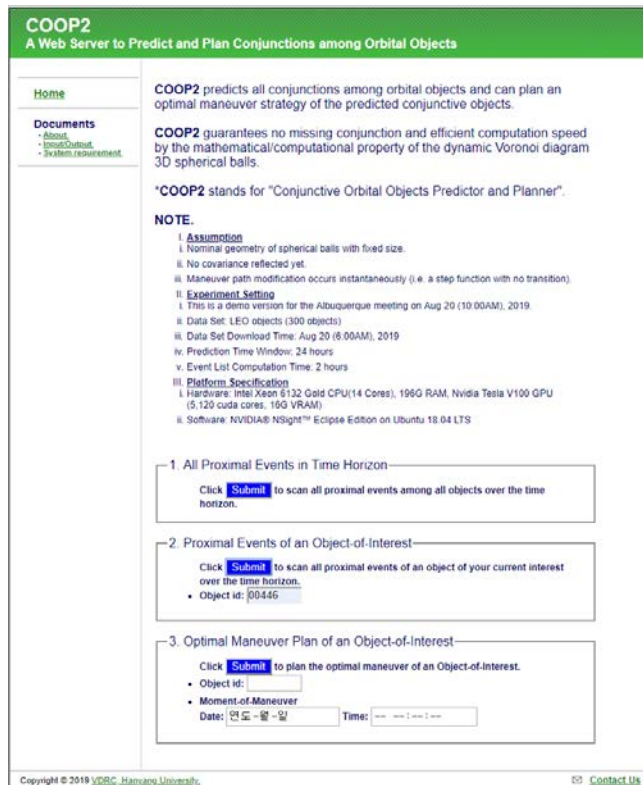 COOP2
A Web Server to Predict and Plan Conjunctions among Orbital Objects
Home
Documents
- About
- Input/Output
- System requirement
COOP2 predicts all conjunctions among orbital objects and can plan an
optimal maneuver strategy of the predicted conjunctive objects.
COOP2 guarantees no missing conjunction and efficient computation speed
by the mathematical/computational property of the dynamic Voronoi diagram
3D spherical balls.
*COOP2 stands for "Conjunctive Orbital Objects Predictor and Planner".
NOTE.
I. Assumption
i. Nominal geometry of spherical balls with fixed size.
ii. No covariance reflected yet.
iii. Maneuver path modification occurs instantaneously (i.e. a step function with no transition).
II. Experiment Setting
i. This is a demo version for the Albuquerque meeting on Aug 20 (10:00AM), 2019.
ii. Data Set: LEO objects (300 objects)
iii. Data Set Download Time: Aug 20 (6:00AM), 2019
iv. Prediction Time Window: 24 hours
v. Event List Computation Time: 2 hours
III. Platform Specification
i. Hardware: Intel Xeon 6132 Gold CPU(14 Cores), 196G RAM, Nvidia Tesla V100 GPU
(5,120 cuda cores, 16G VRAM)
ii. Software: NVIDIA® NSight™ Eclipse Edition on Ubuntu 18.04 LTS
1. All Proximal Events in Time Horizon
Click Submit to scan all proximal events among all objects over the time
horizon.
2. Proximal Events of an Object-of-Interest
Click Submit to scan all proximal events of an object of your current interest
over the time horizon.
• Object id: 00446
3. Optimal Maneuver Plan of an Object-of-Interest
Click Submit to plan the optimal maneuver of an Object-of-Interest.
• Object id:
• Moment-of-Maneuver
Date: 연도-월-일 Time: -- --:--:--
Copyright © 2019 VDRC, Hanyang University.
Contact Us